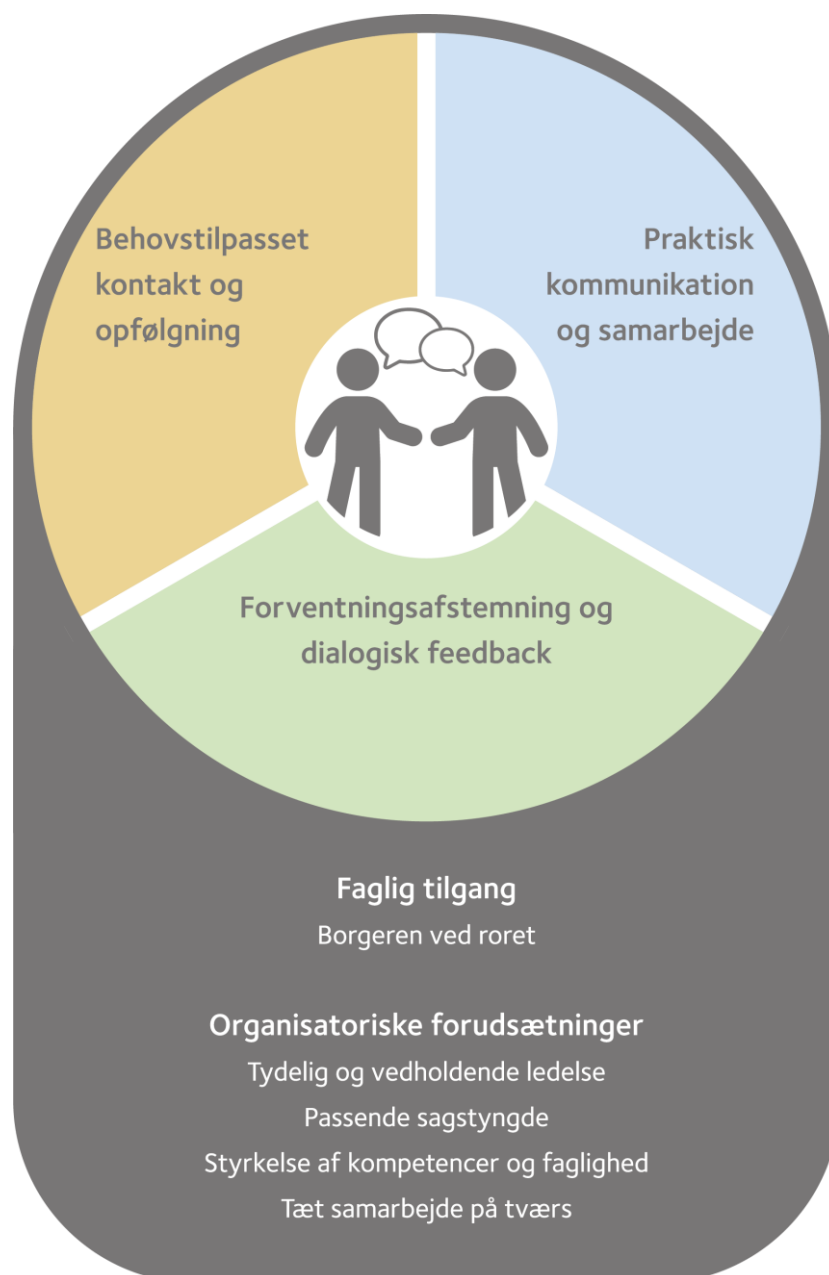 Behovstilpasset
kontakt og
opfølgning
Praktisk
kommunikation
og samarbejde
Forventningsafstemning og
dialogisk feedback
Faglig tilgang
Borgeren ved roret
Organisatoriske forudsætninger
Tydelig og vedholdende ledelse
Passende sagstyngde
Styrkelse af kompetencer og faglighed
Tæt samarbejde på tværs